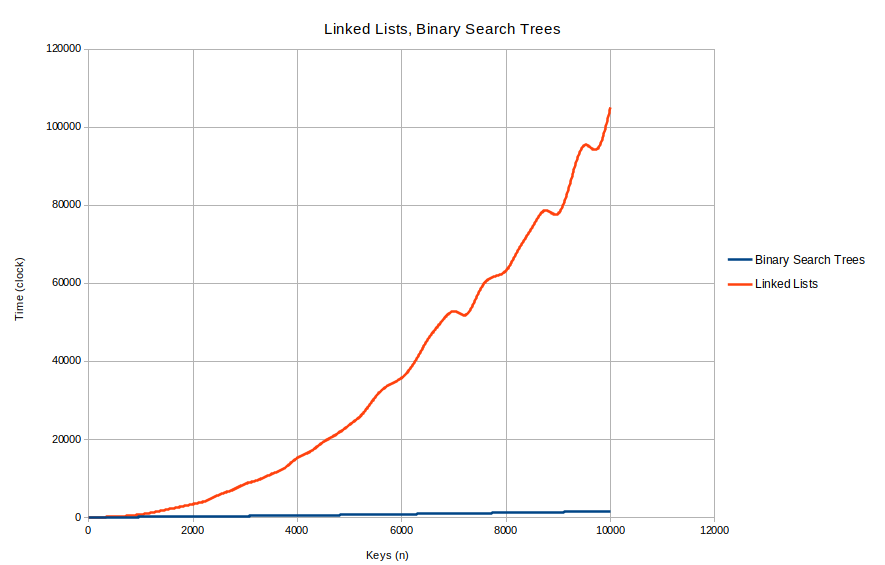 Linked Lists, Binary Search Trees
120000
100000
80000
60000
40000
20000
0
Time (clock)
0 2000 4000 6000 8000 10000 12000
Keys (n)
Binary Search Trees
Linked Lists